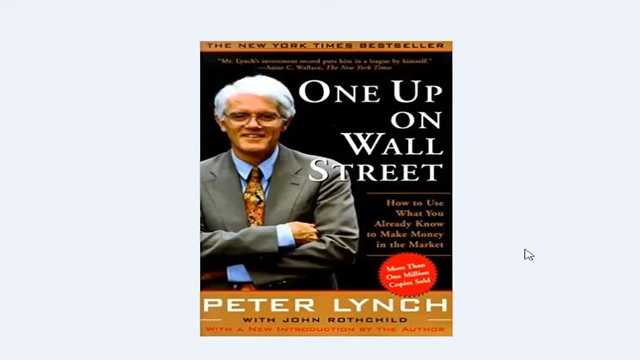 THE NEW YORK TIMES BESTSELLER
"Mr. Lynch's investment record puts him in a league by himself."
—Anise C. Wallace, The New York Times
ONE UP
ON
WALL
STREET
How to Use
What You
Already Know
to Make Money
in the Market
More Than
One Million
Copies Sold
PETER LYNCH
WITH JOHN ROTHCHILD
WITH A NEW INTRODUCTION BY THE AUTHOR